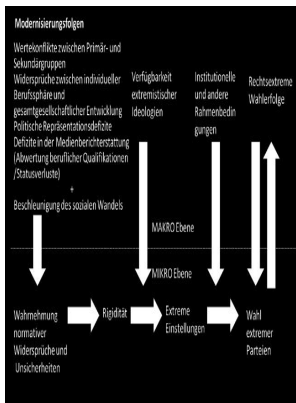 Modernisierungsfolgen
Wertekonflikte zwischen Primär- und
Sekundärgruppen
Widersprüche zwischen individueller
Berufssphäre und
gesamtgesellschaftlicher Entwicklung
Politische Repräsentationsdefizite
Defizite in der Medienberichterstattung
(Abwertung beruflicher Qualifikationen
/Statusverluste)
+
Beschleunigung des sozialen Wandels
Verfügbarkeit
extremistischer
Ideologien
Institutionelle
und andere
Rahmenbedin
gungen
Rechtsextreme
Wahlerfolge
MAKRO Ebene
MIKRO Ebene
Wahrnehmung
normativer
Widersprüche und
Unsicherheiten
Rigidität
Extreme
Einstellungen
Wahl
extremer
Parteien